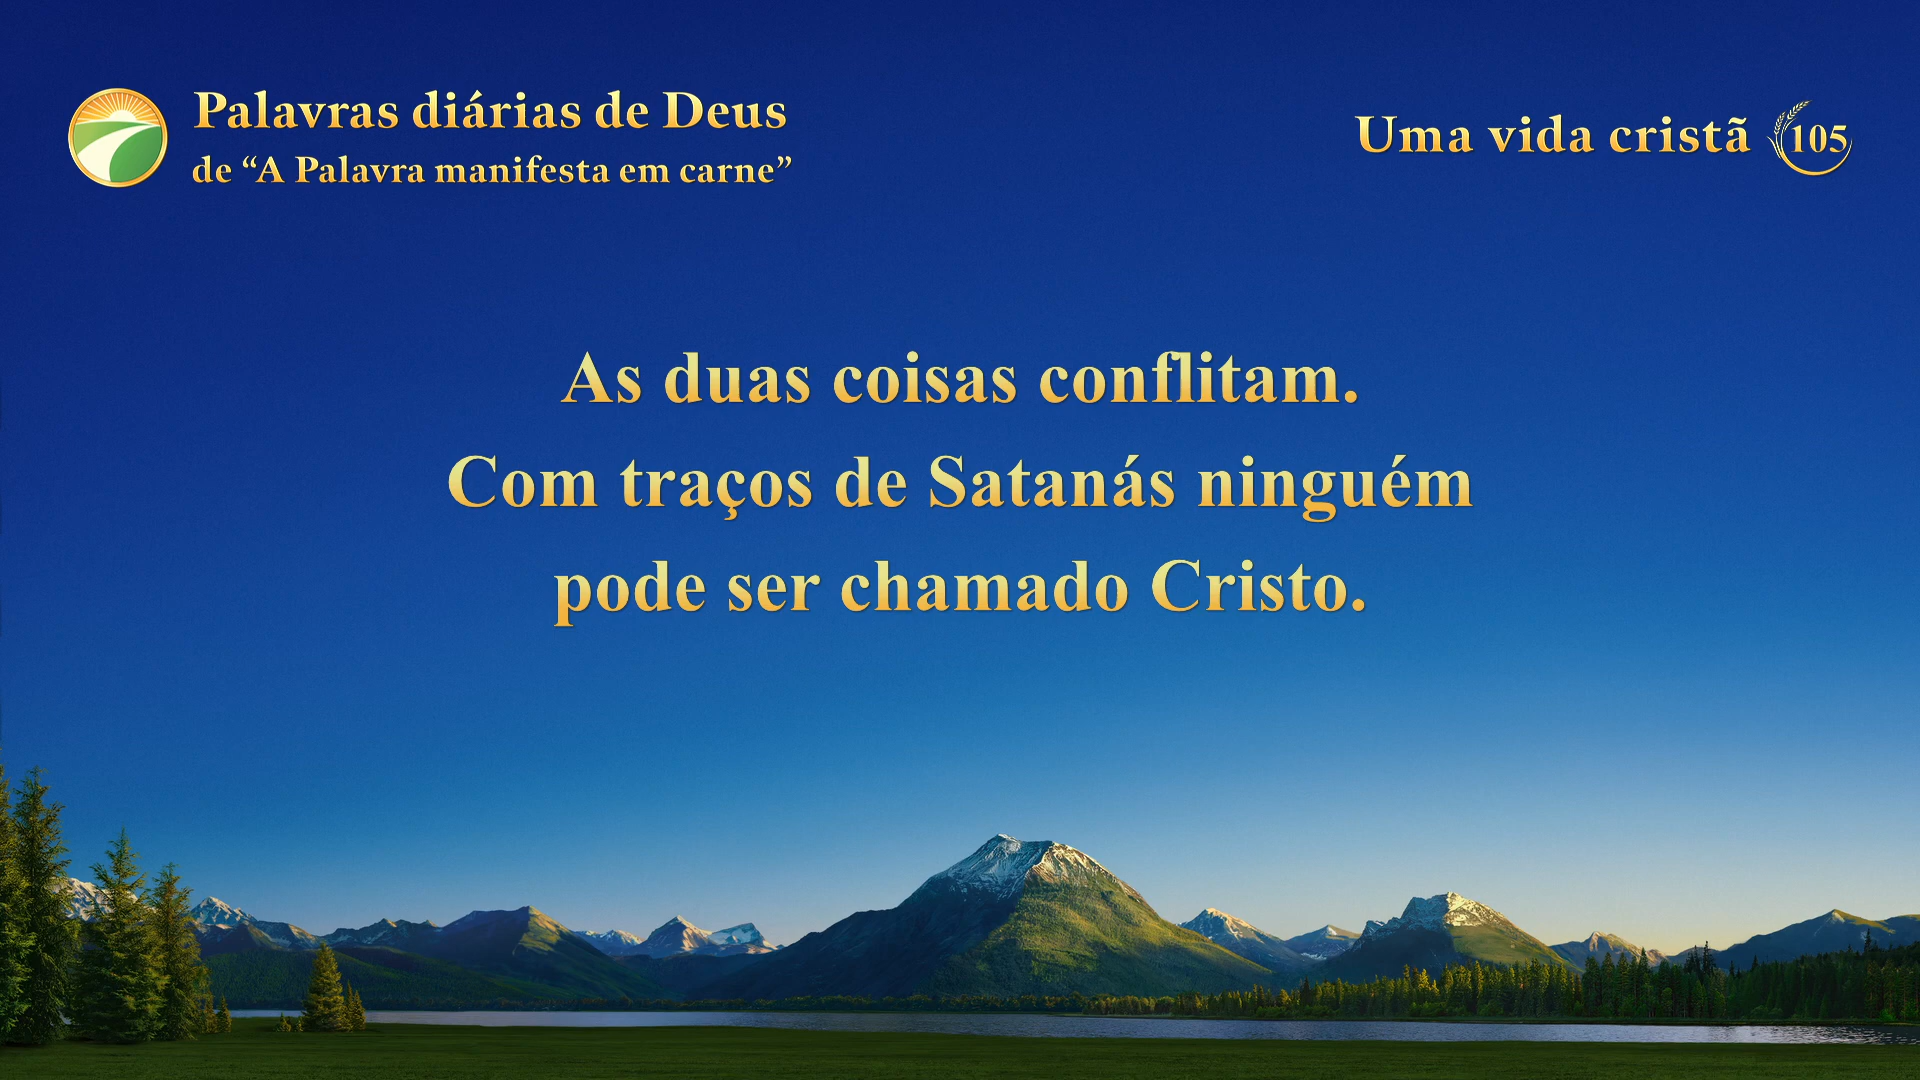 Palavras diárias de Deus
de “A Palavra manifesta em carne”
Uma vida cristã 105
As duas coisas conflitam.
Com traços de Satanás ninguém
pode ser chamado Cristo.